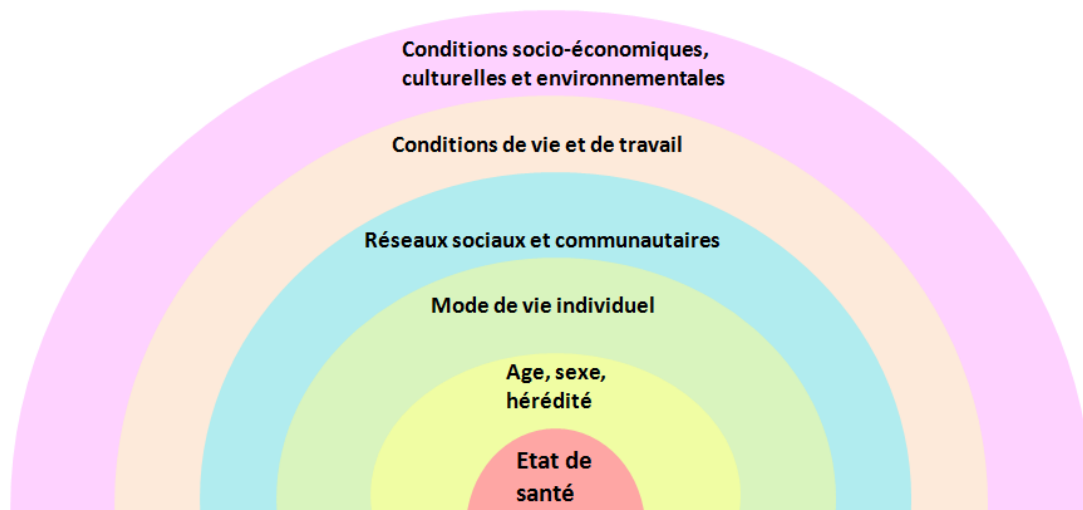 Conditions socio-économiques,
culturelles et environnementales
Conditions de vie et de travail
Réseaux sociaux et communautaires
Mode de vie individuel
Age, sexe,
hérédité
Etat de
santé